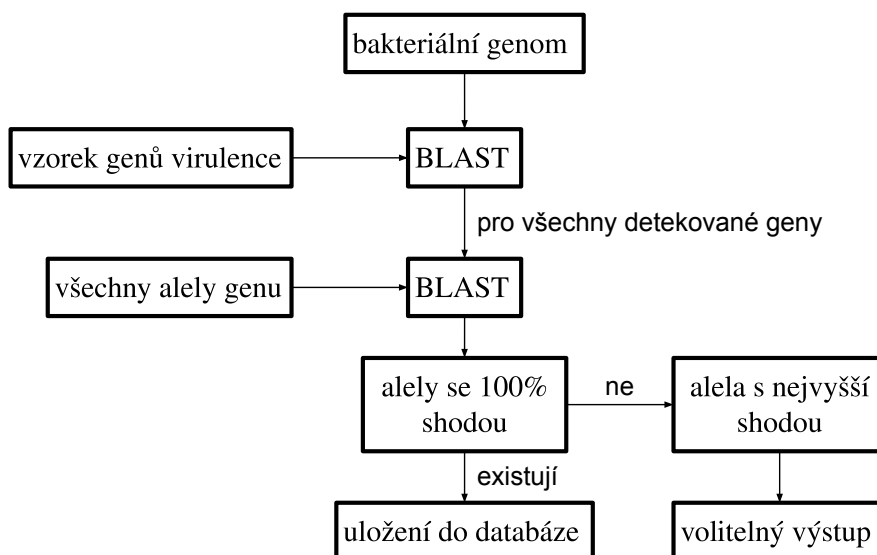 bakteriální genom
vzorek genů virulence
BLAST
pro všechny detekované geny
všechny alely genu
BLAST
alely se 100%
shodou
ne
alela s nejvyšší
shodou
existují
uložení do databáze
volitelný výstup